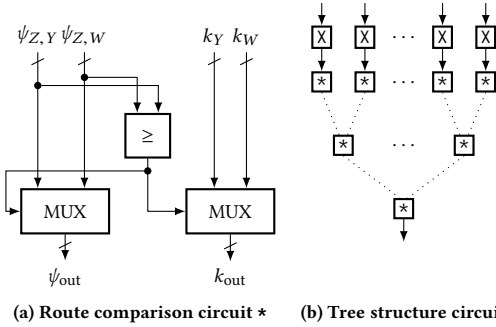 ψZ,Y ψZ,W
kY kW
≥
MUX
MUX
ψout
kout
(a) Route comparison circuit *
X X ··· X X
* * ··· * *
* ··· *
*
(b) Tree structure circui